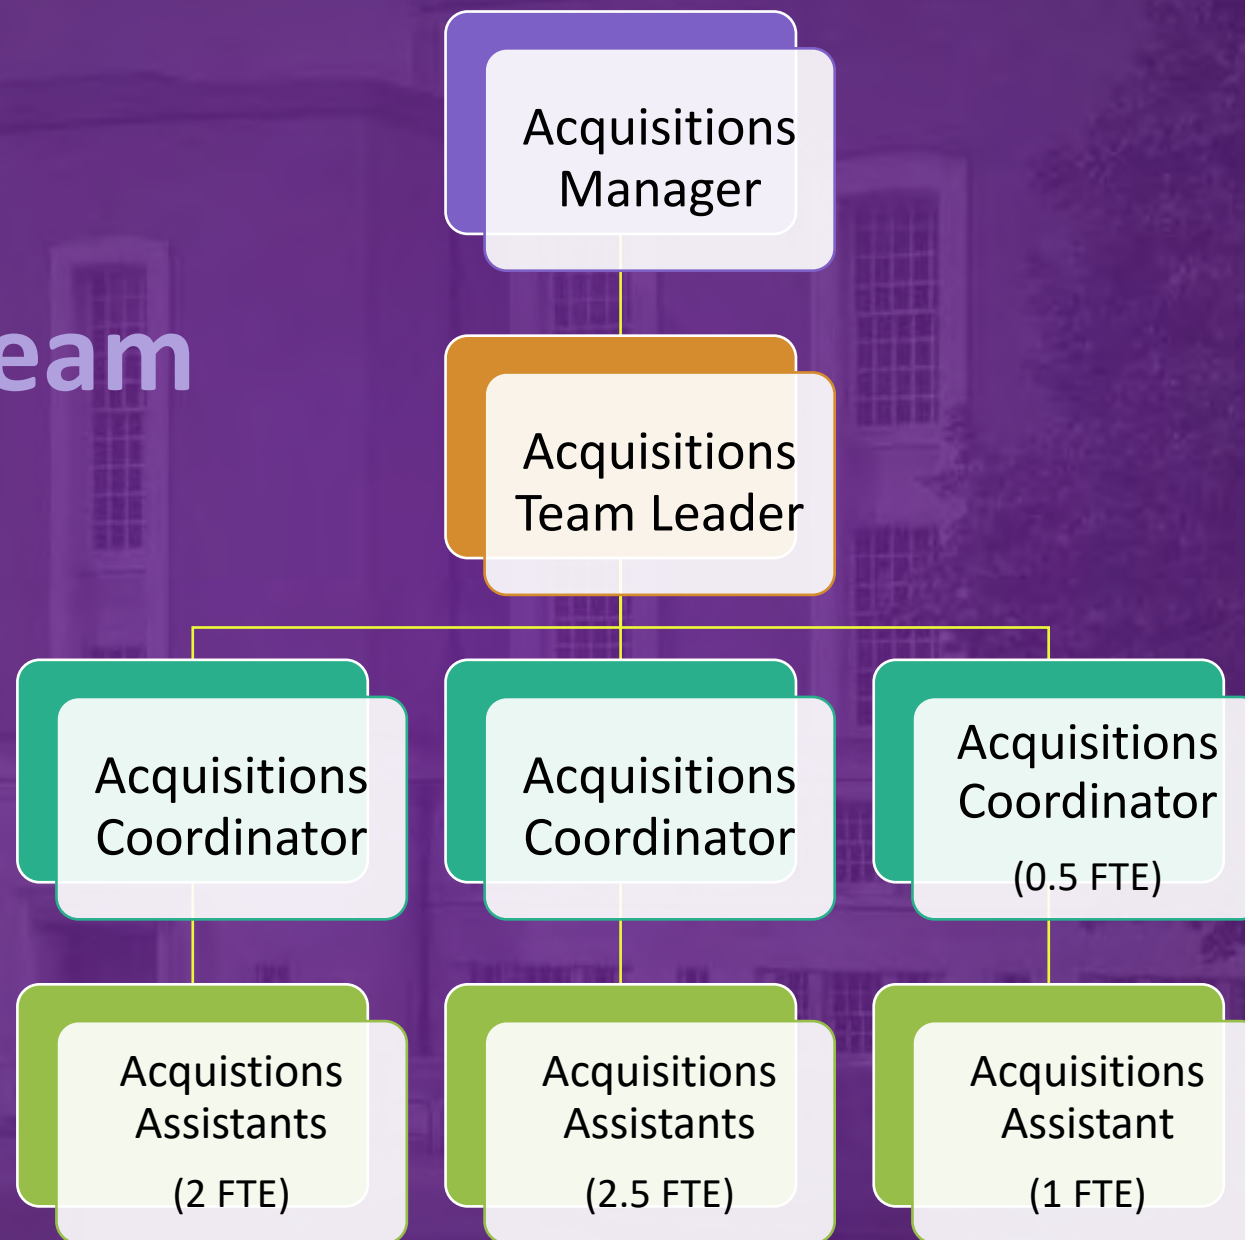 Acquisitions
Manager
eam
Acquisitions
Team Leader
Acquisitions
Coordinator
Acquisitions
Coordinator
Acquisitions
Coordinator
(0.5 FTE)
Acquistions
Assistants
(2 FTE)
Acquisitions
Assistants
(2.5 FTE)
Acquisitions
Assistant
(1 FTE)